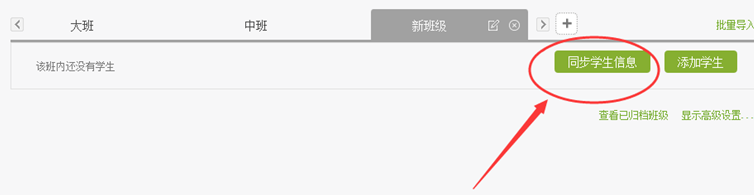 大班 中班 新班级 + 批量导入
该班内还没有学生 同步学生信息 添加学生
查看已归档班级 显示高级设置...